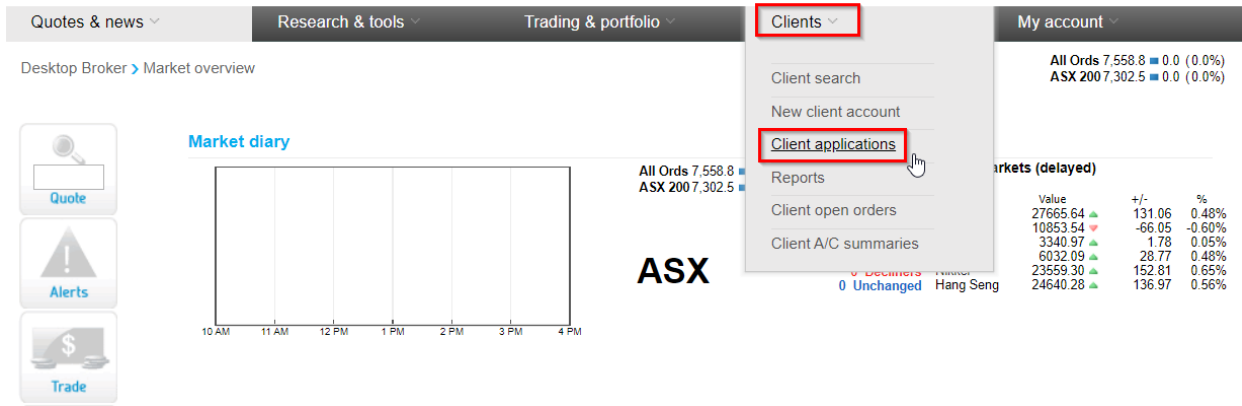 Quotes & news
Research & tools
Trading & portfolio
Clients
My account
Desktop Broker > Market overview
All Ords 7,558.8 0.0 (0.0%)
ASX 200 7,302.5 0.0 (0.0%)
Client search
New client account
Client applications
Reports
Client open orders
Client A/C summaries
Quote
Alerts
$
Trade
Market diary
10 AM 11 AM 12 PM 1 PM 2 PM 3 PM 4 PM
All Ords 7,558.8
ASX 200 7,302.5
ASX
0 Unchanged
(delayed)
Value +/- %
27665.64 131.06 0.48%
10853.54 -66.05 -0.60%
3340.97 1.78 0.05%
6032.09 28.77 0.48%
23559.30 152.81 0.65%
Hang Seng 24640.28 136.97 0.56%